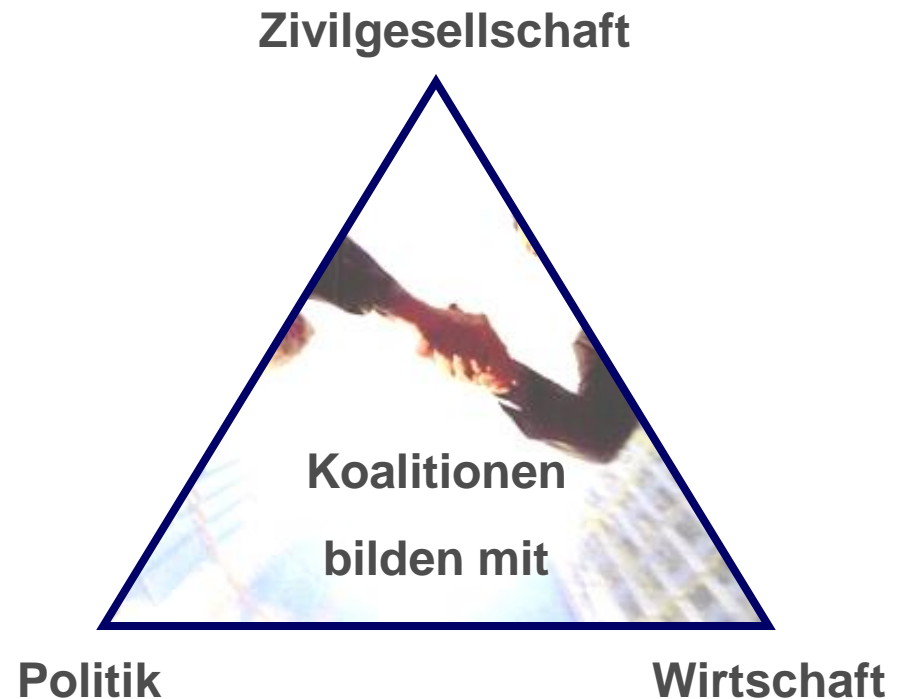 Zivilgesellschaft
Koalitionen
bilden mit
Politik
Wirtschaft